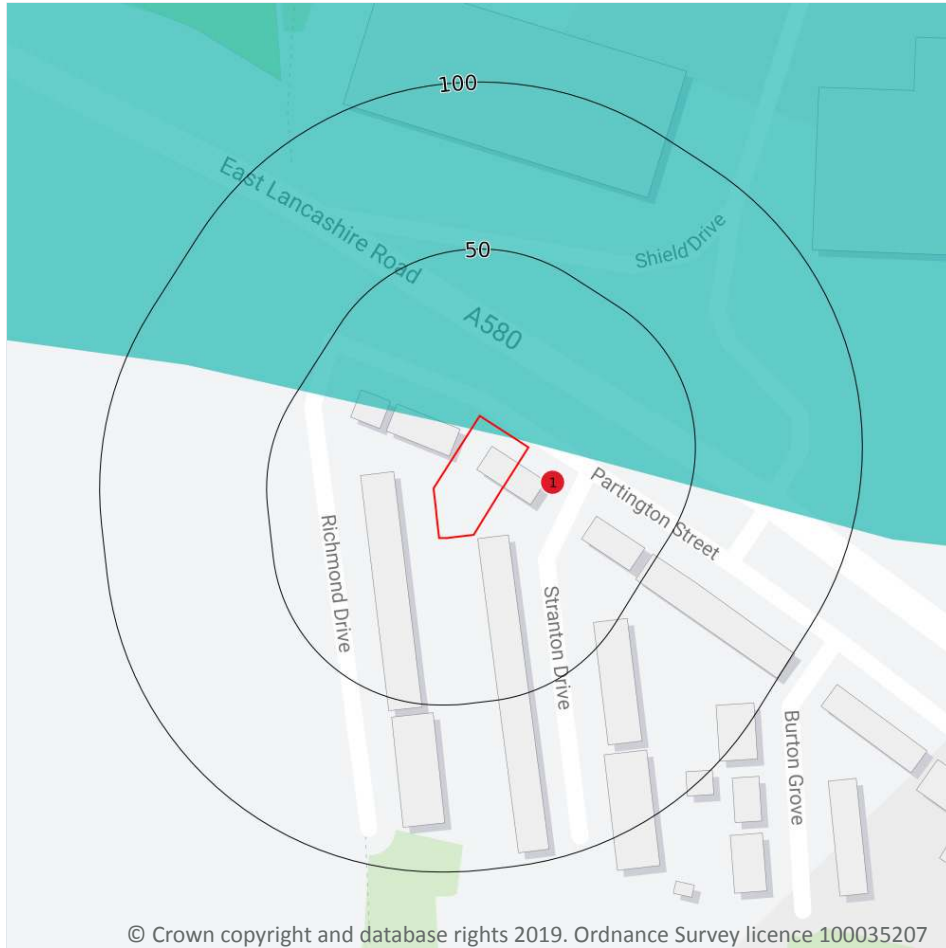 100
East Lancashire Road
Shield Drive
50
A580
1
Partington Street
Richmond Drive
Stranton Drive
Burton Grove
© Crown copyright and database rights 2019. Ordnance Survey licence 100035207